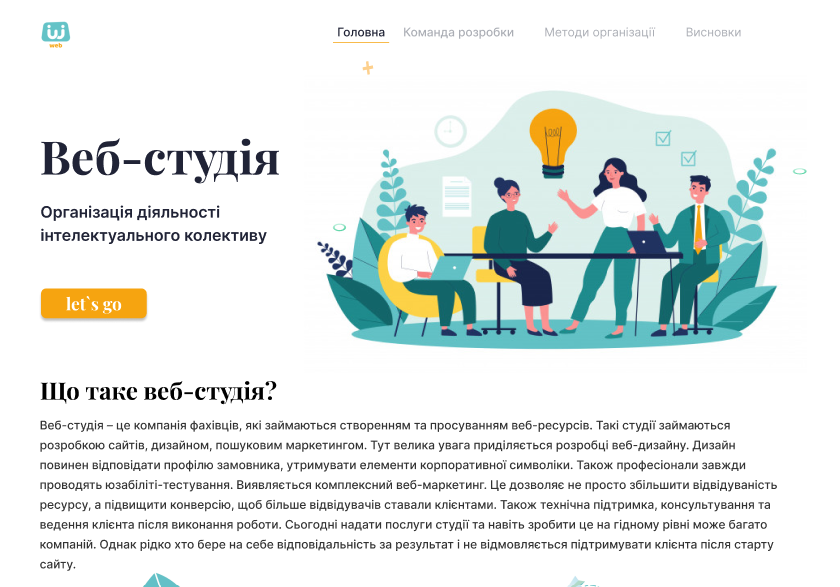 web
Головна Команда розробки Методи організації Висновки
Веб-студія
Організація діяльності
інтелектуального колективу
let`s go
Що таке веб-студія?
Веб-студія – це компанія фахівців, які займаються створенням та просуванням веб-ресурсів. Такі студії займаються
розробкою сайтів, дизайном, пошуковим маркетингом. Тут велика увага приділяється розробці веб-дизайну. Дизайн
повинен відповідати профілю замовника, утримувати елементи корпоративної символіки. Також професіонали завжди
проводять юзабіліті-тестування. Виявляється комплексний веб-маркетинг. Це дозволяє не просто збільшити відвідуваність
ресурсу, а підвищити конверсію, щоб більше відвідувачів ставали клієнтами. Також технічна підтримка, консультування та
ведення клієнта після виконання роботи. Сьогодні надати послуги студії та навіть зробити це на гідному рівні може багато
компаній. Однак рідко хто бере на себе відповідальність за результат і не відмовляється підтримувати клієнта після старту
сайту.